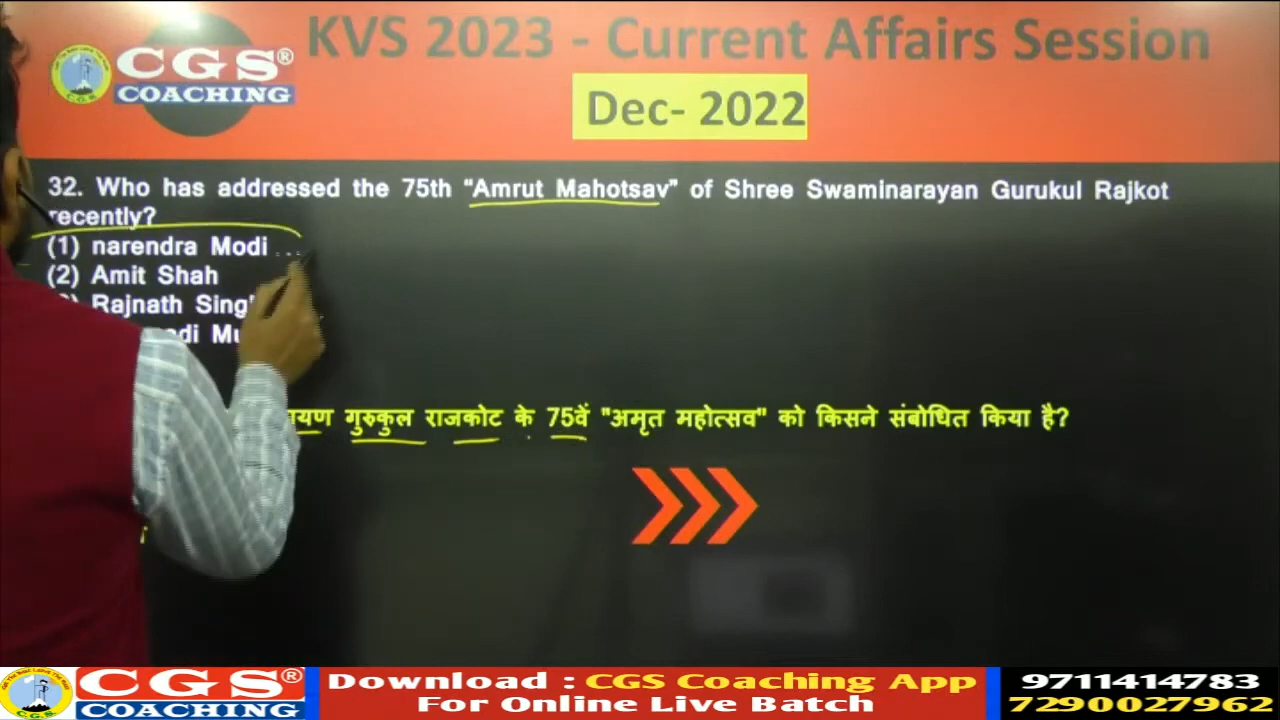 KVS 2023 - Current Affairs Session
CGS®
COACHING
Dec- 2022
32. Who has addressed the 75th “Amrut Mahotsav” of Shree Swaminarayan Gurukul Rajkot
recently?
(1) narendra Modi
(2) Amit Shah
Rajnath Singh
गुरुकुल राजकोट के 75वें "अमृत महोत्सव" को किसने संबोधित किया है?
CGS®
COACHING
Download : CGS Coaching App
For Online Live Batch
9711414783
7290027962